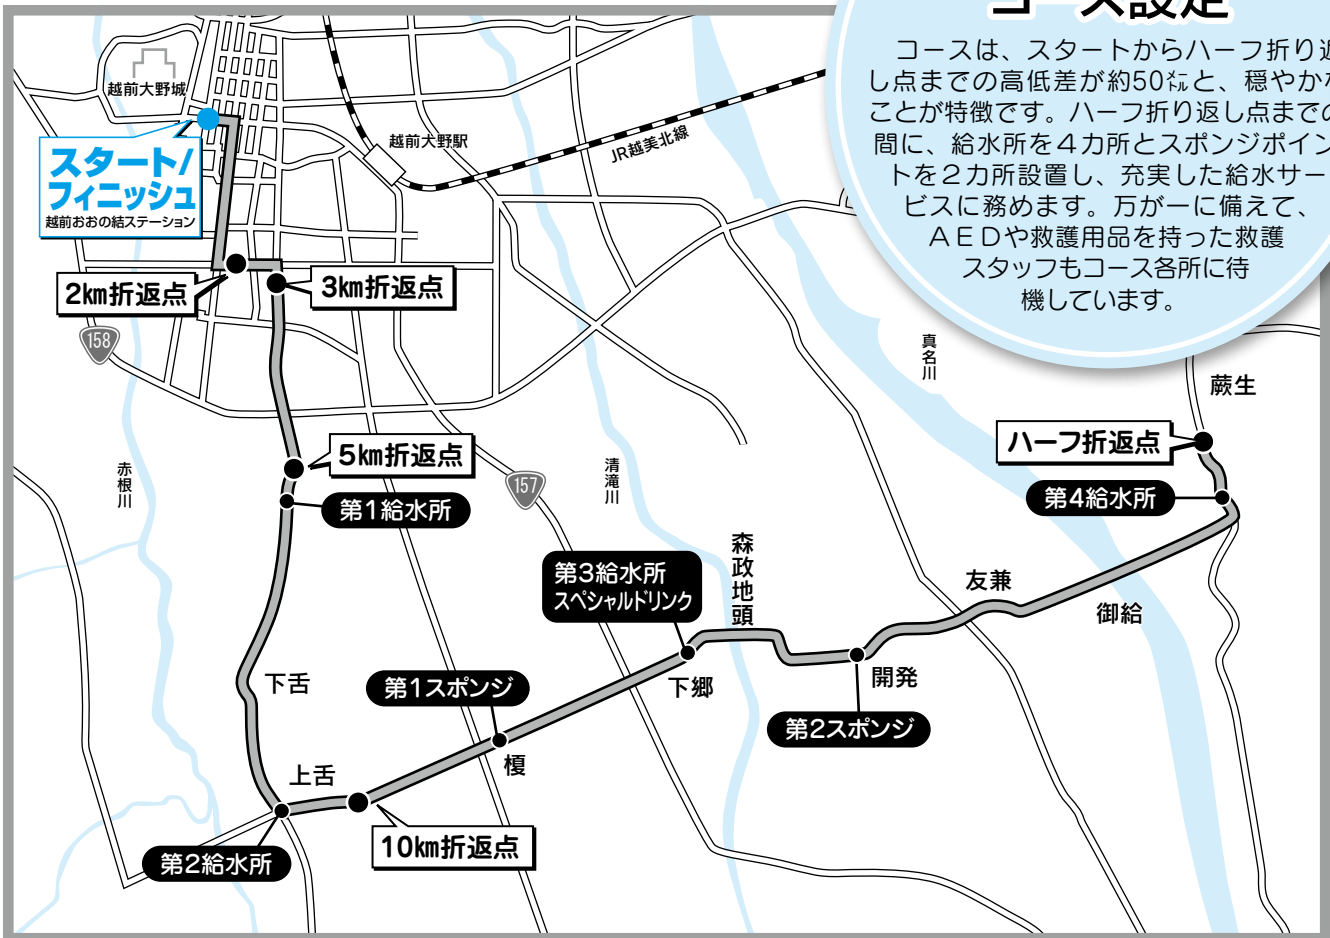 コース設定
コースは、スタートからハーフ折り返
し点までの高低差が約50㍍と、穏やかな
ことが特徴です。ハーフ折り返し点までの
間に、給水所を4カ所とスポンジポイン
トを2カ所設置し、充実した給水サー
ビスに務めます。万が一に備えて、
AEDや救護用品を持った救護
スタッフもコース各所に待
機しています。
越前大野城
スタート/
フィニッシュ
越前おおの結ステーション
越前大野駅
JR越美北線
2km折返点
3km折返点
158
真名川
蕨生
ハーフ折返点
5km折返点
赤根川
第1給水所
157
清滝川
第4給水所
第3給水所
スペシャルドリンク
森政地頭
友兼
御給
下舌
第1スポンジ
下郷
開発
第2スポンジ
上舌
榎
10km折返点
第2給水所